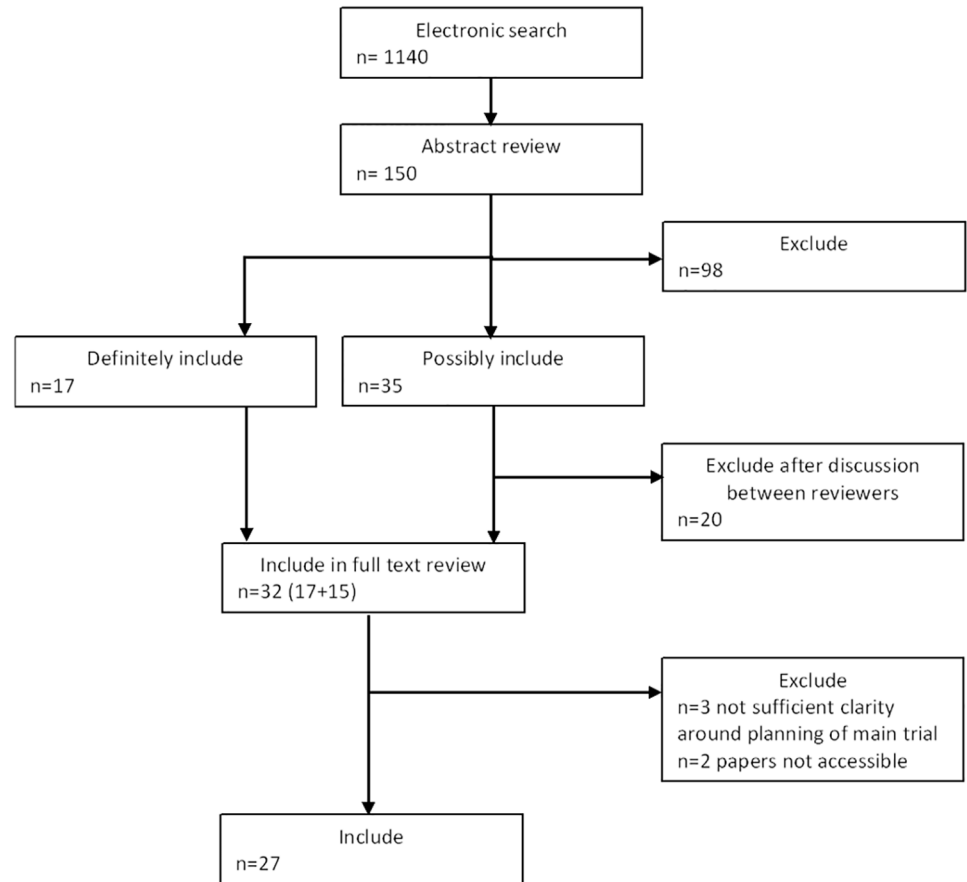 Electronic search
n= 1140
Abstract review
n= 150
Exclude
n=98
Definitely include
n=17
Possibly include
n=35
Exclude after discussion
between reviewers
n=20
Include in full text review
n=32 (17+15)
Exclude
n=3 not sufficient clarity
around planning of main trial
n=2 papers not accessible
Include
n=27